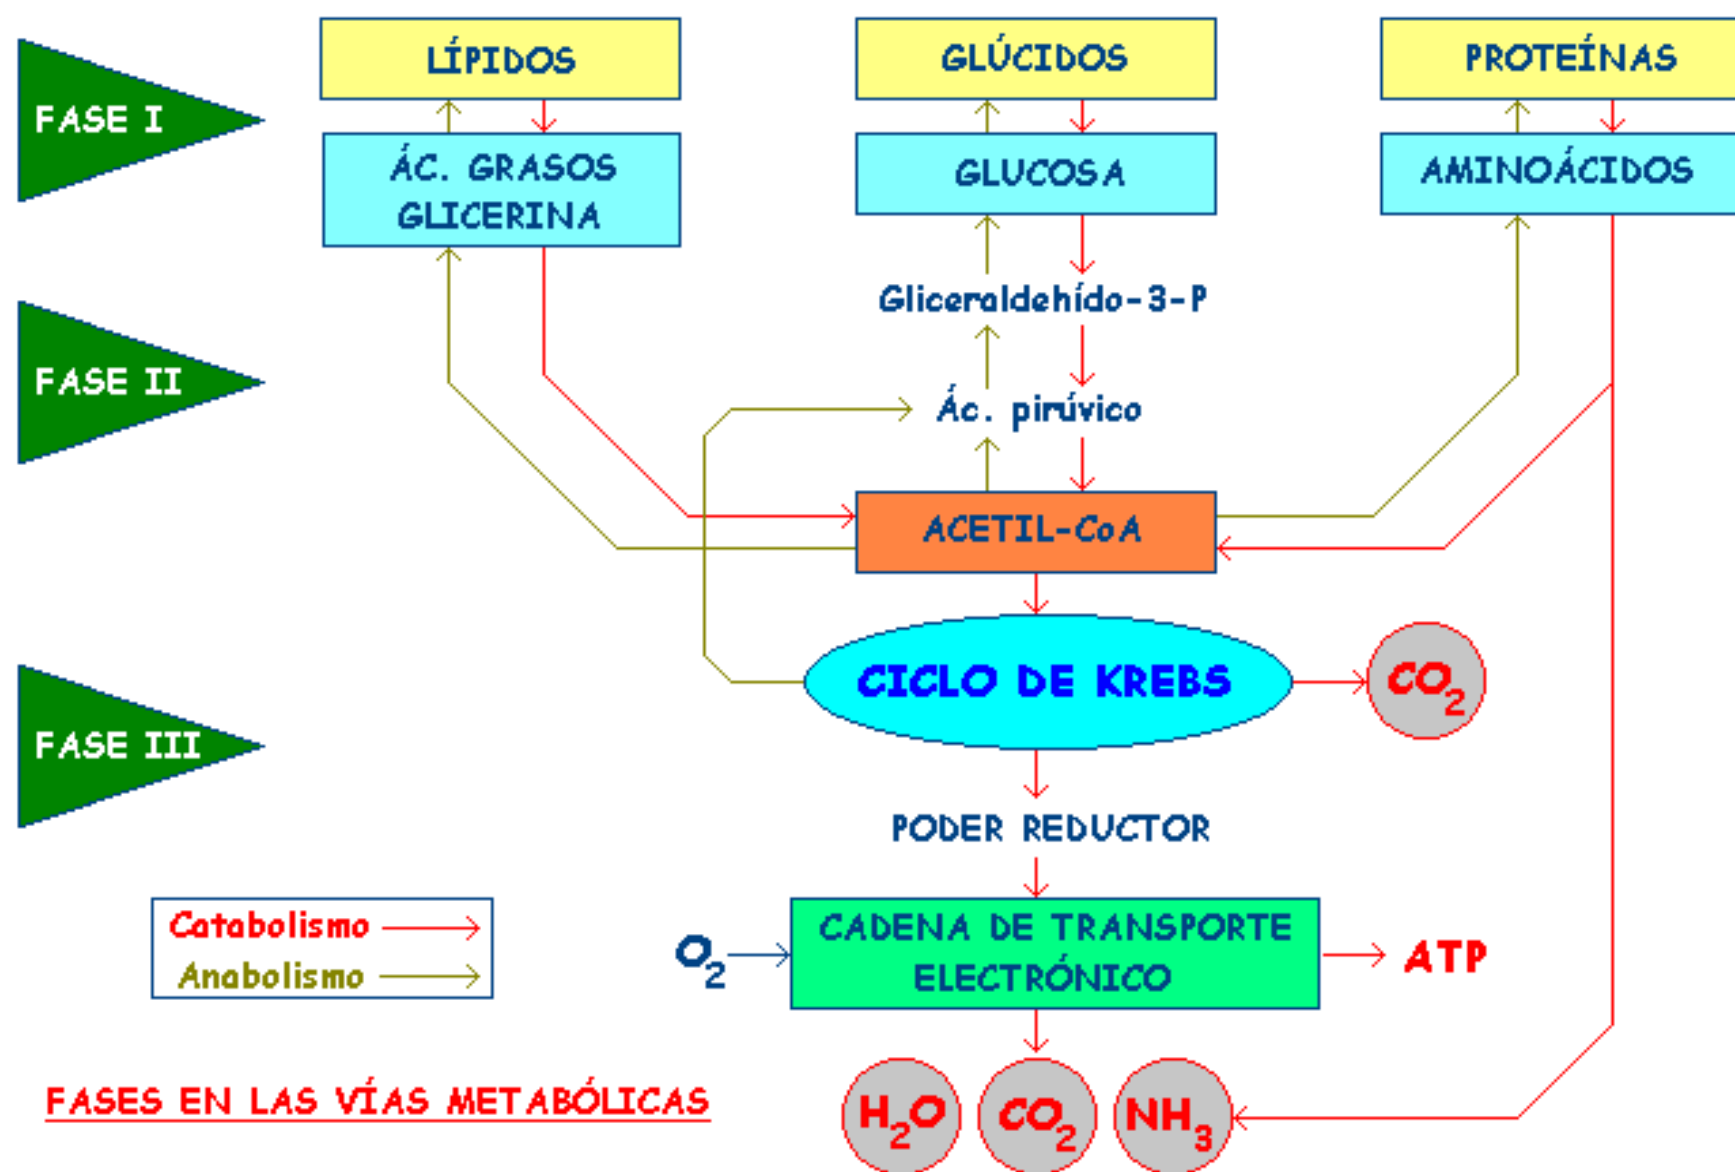 LÍPIDOS
GLÚCIDOS
PROTEÍNAS
FASE I
ÁC. GRASOS
GLICERINA
GLUCOSA
AMINOÁCIDOS
Gliceraldehído-3-P
FASE II
Ác. pirúvico
ACETIL-CoA
CICLO DE KREBS
CO2
FASE III
PODER REDUCTOR
Catabolismo
Anabolismo
O2
CADENA DE TRANSPORTE
ELECTRÓNICO
ATP
FASES EN LAS VÍAS METABÓLICAS
H2O
CO2
NH3